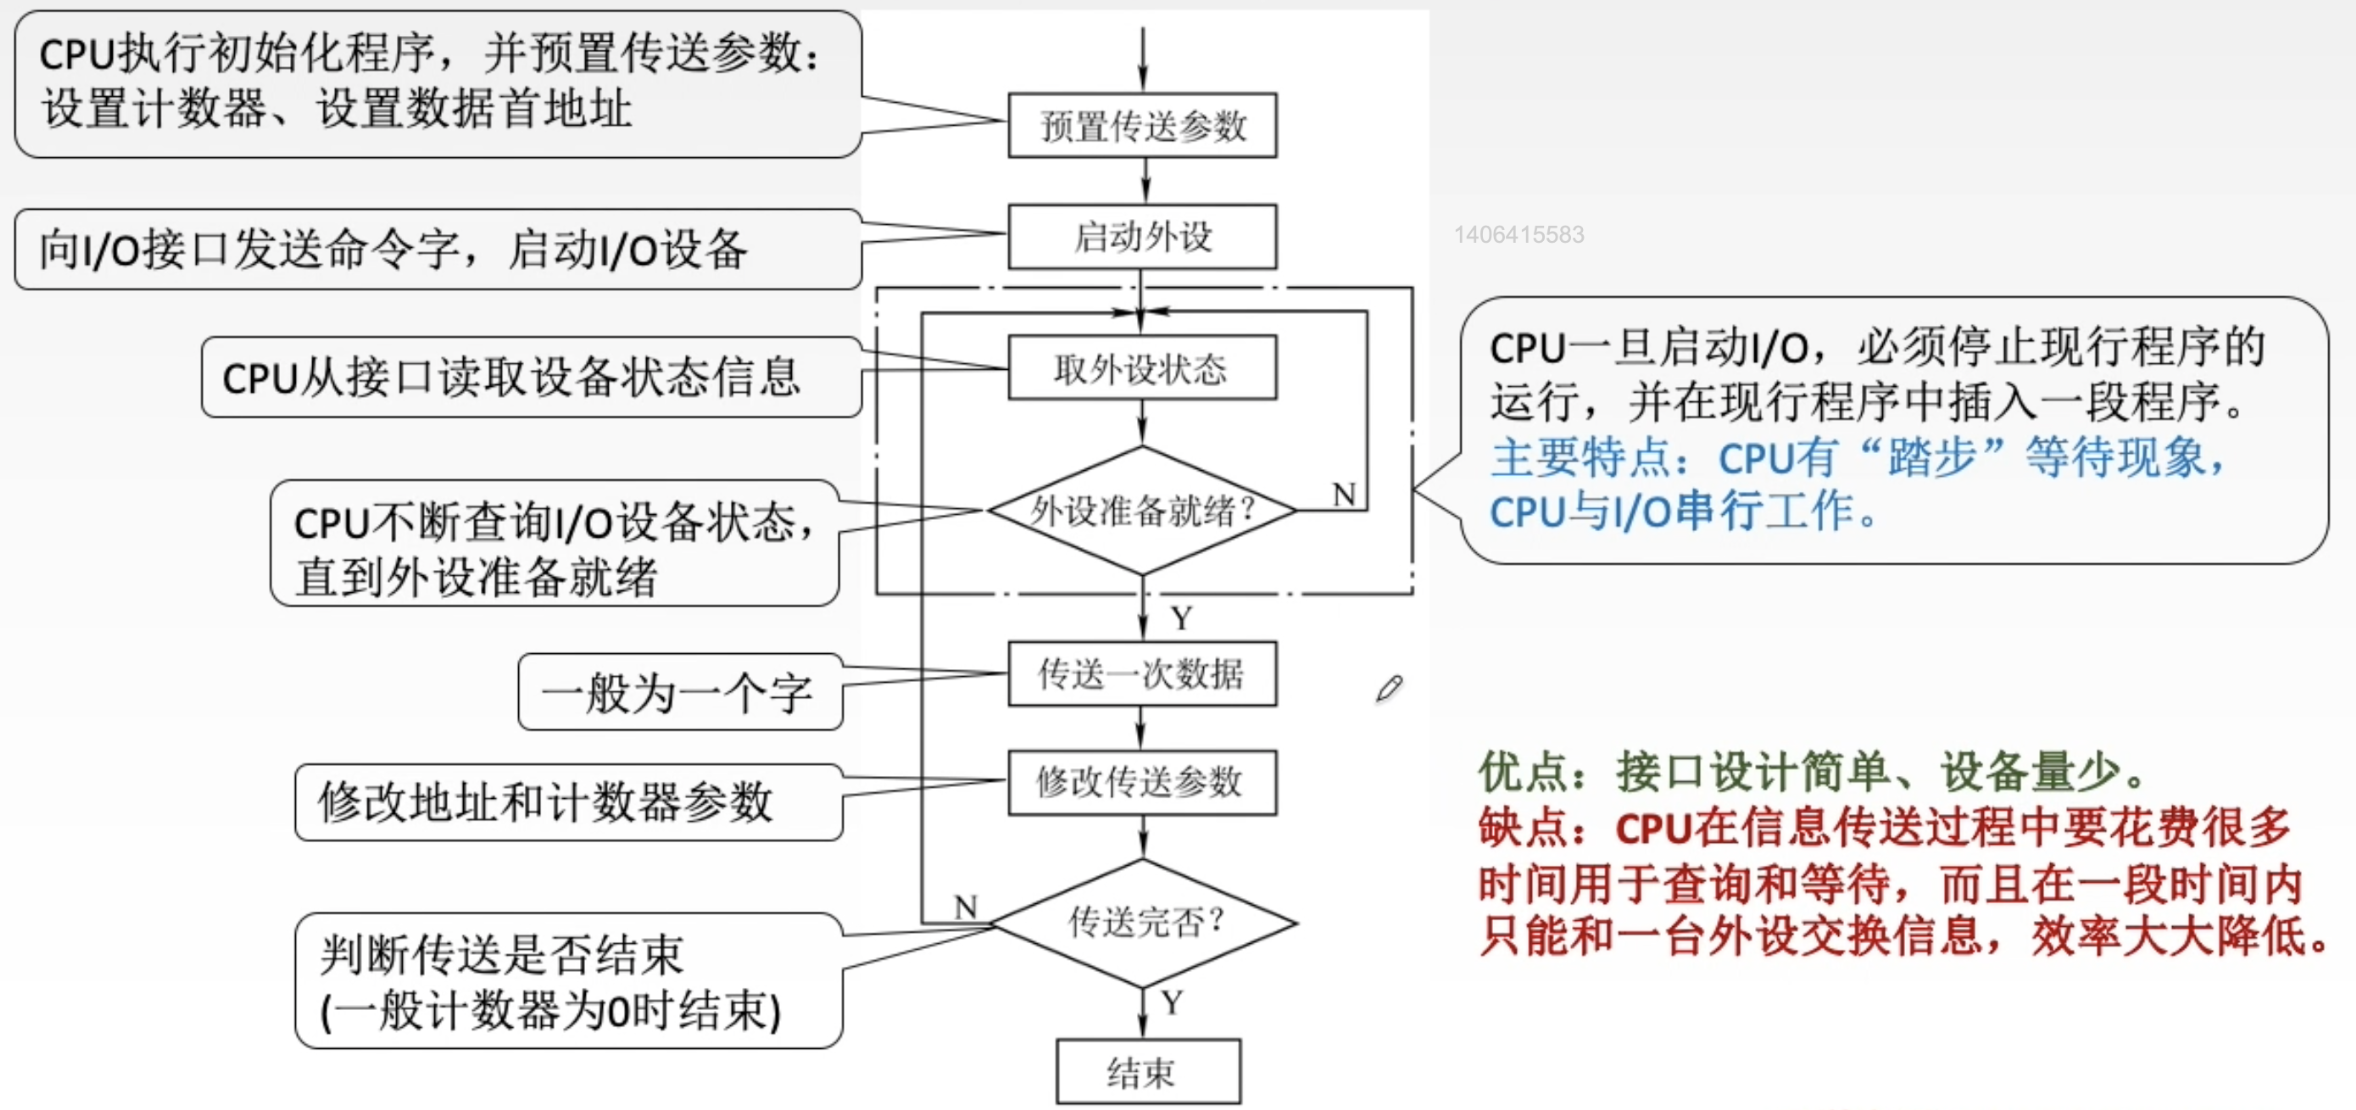 CPU执行初始化程序，并预置传送参数：
设置计数器、设置数据首地址
预置传送参数
向I/O接口发送命令字，启动I/O设备
启动外设
1406415583
CPU从接口读取设备状态信息
取外设状态
CPU一旦启动I/O，必须停止现行程序的
运行，并在现行程序中插入一段程序。
主要特点：CPU有“踏步”等待现象，
CPU与I/O串行工作。
CPU不断查询I/O设备状态，
直到外设准备就绪
外设准备就绪？
N
Y
一般为一个字
传送一次数据
修改地址和计数器参数
修改传送参数
优点：接口设计简单、设备量少。
缺点：CPU在信息传送过程中要花费很多
时间用于查询和等待，而且在一段时间内
只能和一台外设交换信息，效率大大降低。
判断传送是否结束
(一般计数器为0时结束)
N
传送完否？
Y
结束